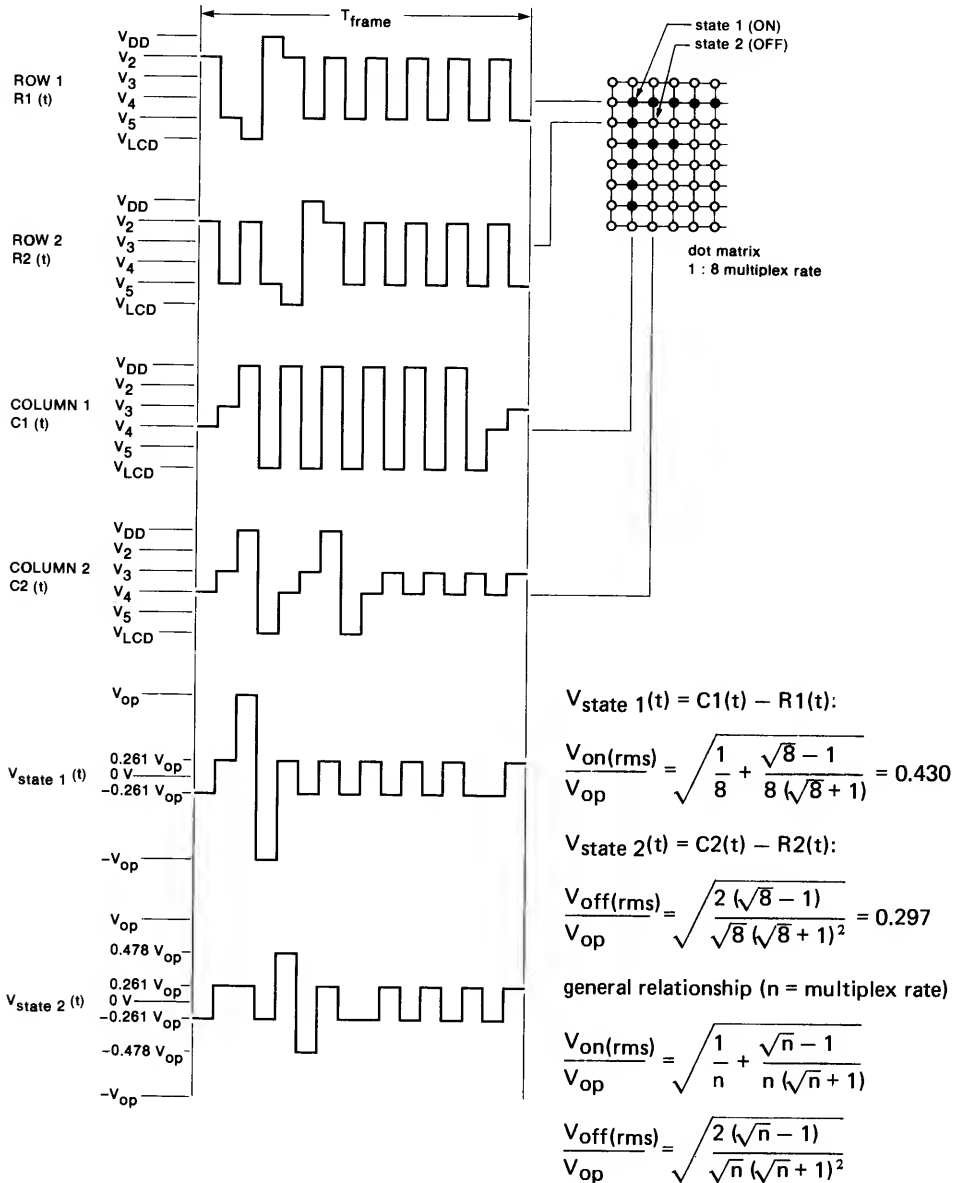 T_frame
V_DD
V_2
V_3
V_4
V_5
V_LCD
ROW 1
R1 (t)
state 1 (ON)
state 2 (OFF)
dot matrix
1 : 8 multiplex rate
V_DD
V_2
V_3
V_4
V_5
V_LCD
ROW 2
R2 (t)
V_DD
V_2
V_3
V_4
V_5
V_LCD
COLUMN 1
C1 (t)
V_DD
V_2
V_3
V_4
V_5
V_LCD
COLUMN 2
C2 (t)
V_op
0.261 V_op
0 V
-0.261 V_op
-V_op
V_state 1 (t)
V_op
0.478 V_op
0.261 V_op
0 V
-0.261 V_op
-0.478 V_op
-V_op
V_state 2 (t)
V_state 1(t) = C1(t) – R1(t):
V_on(rms)/V_op = √(1/8 + (√8 – 1)/(8 (√8 + 1))) = 0.430
V_state 2(t) = C2(t) – R2(t):
V_off(rms)/V_op = √(2 (√8 – 1)/(√8 (√8 + 1)²)) = 0.297
general relationship (n = multiplex rate)
V_on(rms)/V_op = √(1/n + (√n – 1)/(n (√n + 1)))
V_off(rms)/V_op = √(2 (√n – 1)/(√n (√n + 1)²))